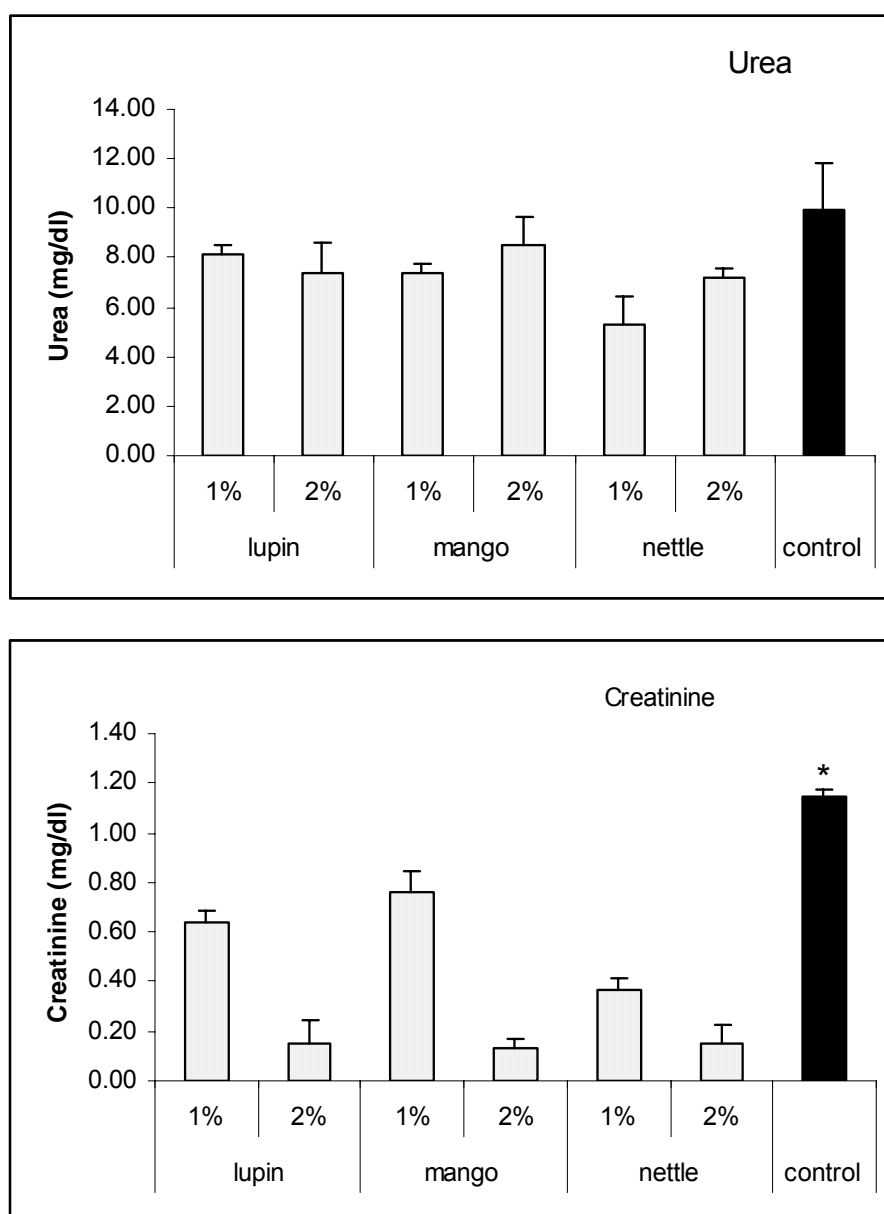 Urea
14.00
12.00
10.00
8.00
6.00
4.00
2.00
0.00
Urea (mg/dl)
1% 2% 1% 2% 1% 2%
lupin mango nettle control
Creatinine
1.40
1.20
1.00
0.80
0.60
0.40
0.20
0.00
Creatinine (mg/dl)
*
1% 2% 1% 2% 1% 2%
lupin mango nettle control